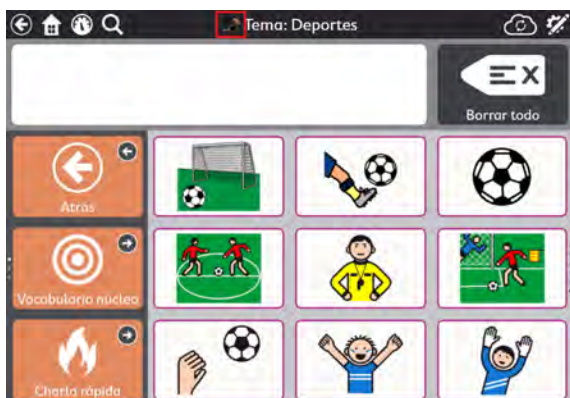 Tema: Deportes
Borrar todo
Atrás
Vocabulario núcleo
Charla rápida